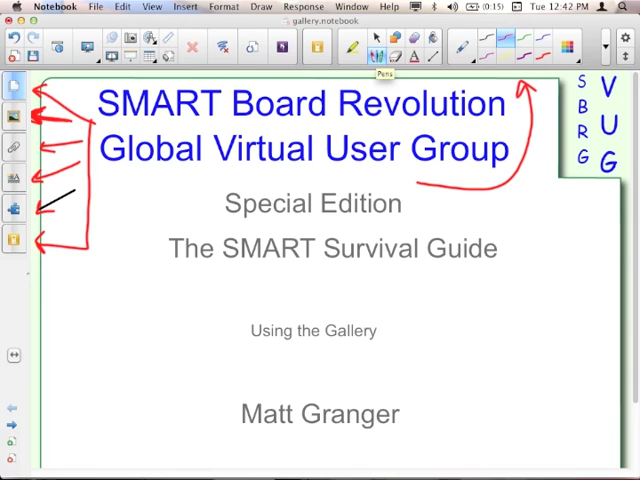 Notebook File Edit View Insert Format Draw Response Window Help (0:15) Tue 12:42 PM
gallery.notebook
Pens
SMART Board Revolution
Global Virtual User Group
Special Edition
The SMART Survival Guide
Using the Gallery
Matt Granger
S
B
R
G
V
U
G